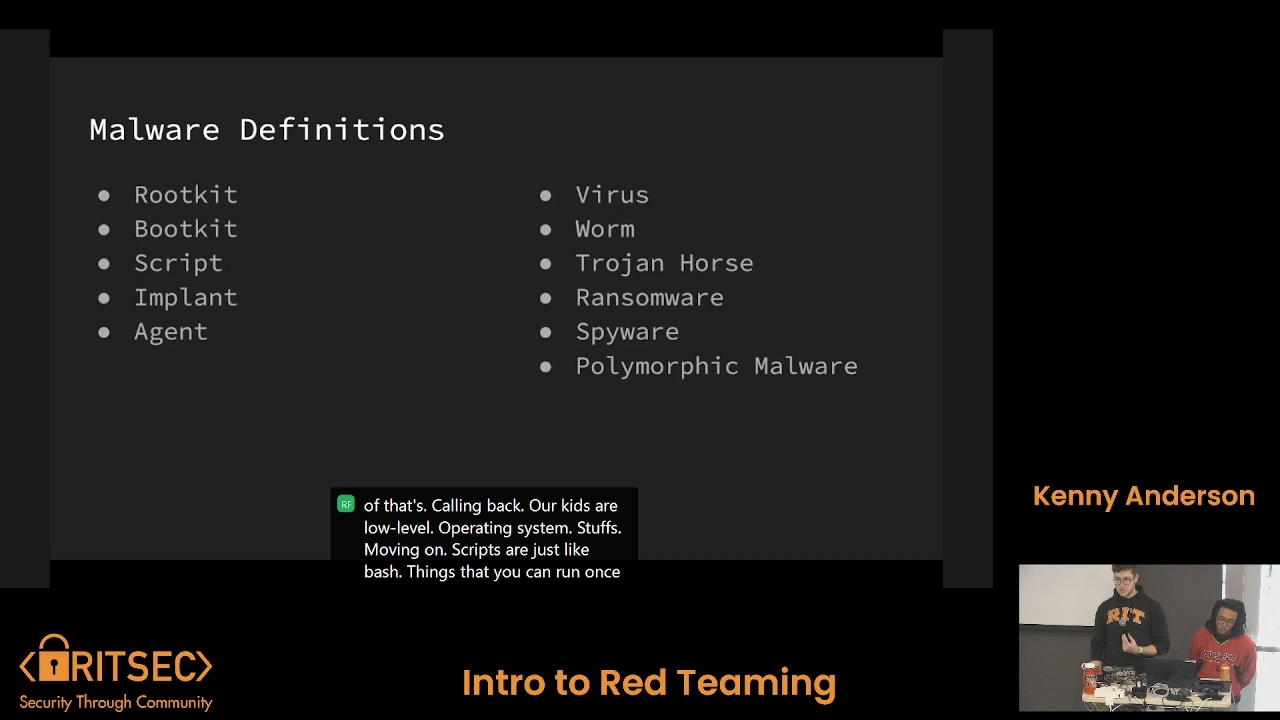 Malware Definitions
● Rootkit
● Bootkit
● Script
● Implant
● Agent
● Virus
● Worm
● Trojan Horse
● Ransomware
● Spyware
● Polymorphic Malware
RF
of that's. Calling back. Our kids are
low-level. Operating system. Stuffs.
Moving on. Scripts are just like
bash. Things that you can run once
Kenny Anderson
RIT
<RITSEC>
Security Through Community
Intro to Red Teaming